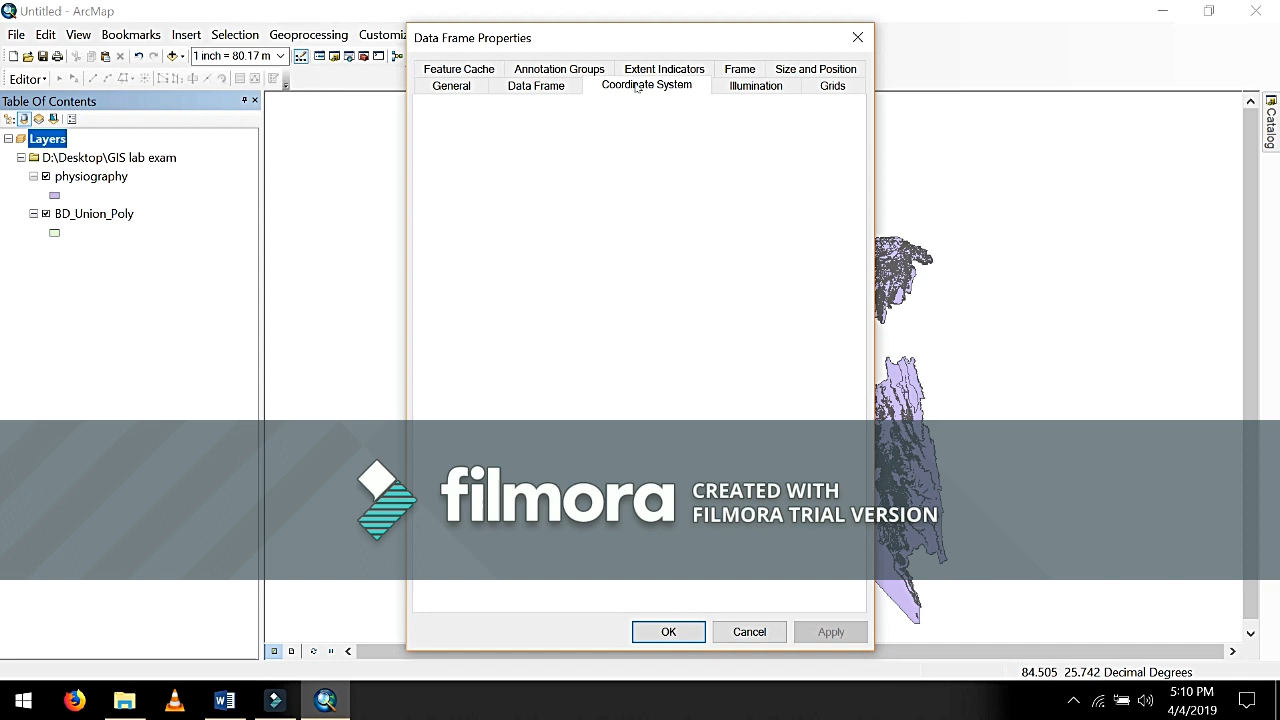 Untitled - ArcMap
File Edit View Bookmarks Insert Selection Geoprocessing Customiz
1 inch = 80.17 m
Editor
Table Of Contents
Layers
D:\Desktop\GIS lab exam
physiography
BD_Union_Poly
Data Frame Properties
Feature Cache Annotation Groups Extent Indicators Frame Size and Position
General Data Frame Coordinate System Illumination Grids
Catalog
filmora CREATED WITH
FILMORA TRIAL VERSION
OK Cancel Apply
84.505 25.742 Decimal Degrees
5:10 PM
4/4/2019